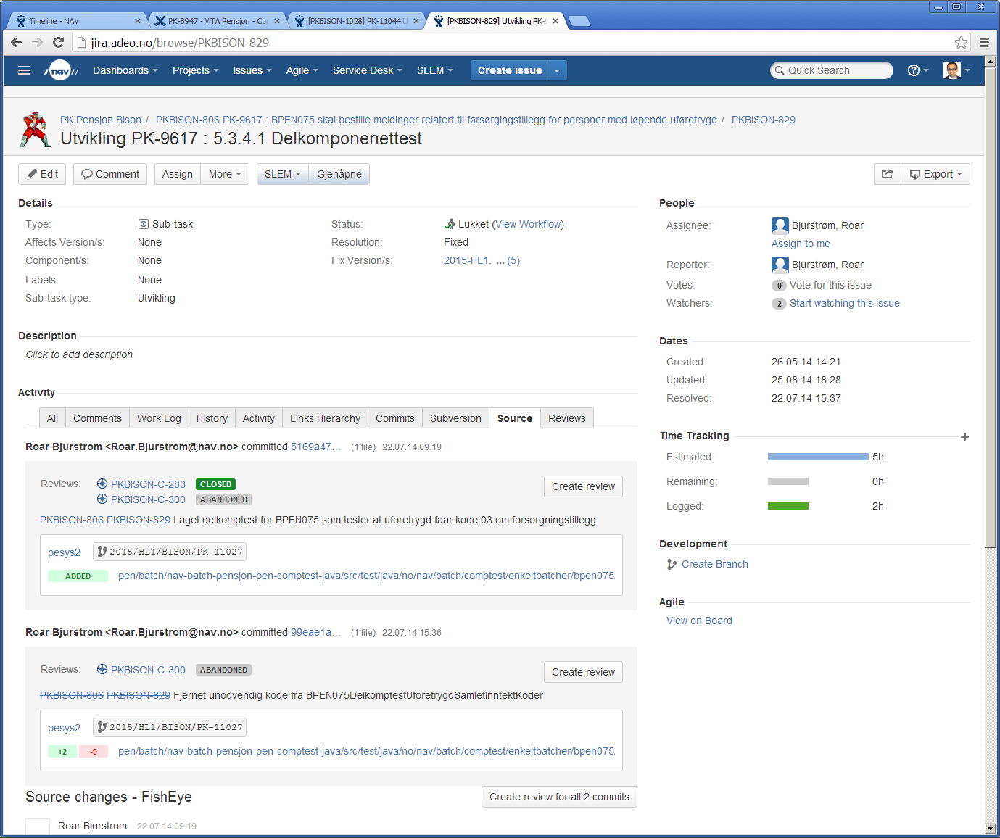 Timeline - NAV
PK-8947 - ViTA Pensjon - Con
[PKBISON-1028] PK-11044 U
[PKBISON-829] Utvikling PK-
jira.adeo.no/browse/PKBISON-829
nav
Dashboards
Projects
Issues
Agile
Service Desk
SLEM
Create issue
Quick Search
PK Pensjon Bison / PKBISON-806 PK-9617 : BPEN075 skal bestille meldinger relatert til førsørgingstillegg for personer med løpende uføretrygd / PKBISON-829
Utvikling PK-9617 : 5.3.4.1 Delkomponenettest
Edit
Comment
Assign
More
SLEM
Gjenåpne
Export
Details
Type: Sub-task
Affects Version/s: None
Component/s: None
Labels: None
Sub-task type: Utvikling
Status: Lukket (View Workflow)
Resolution: Fixed
Fix Version/s: 2015-HL1, ... (5)
Description
Click to add description
Activity
All
Comments
Work Log
History
Activity
Links Hierarchy
Commits
Subversion
Source
Reviews
Roar Bjurstrom <Roar.Bjurstrom@nav.no> committed 5169a47... (1 file) 22.07.14 09.19
Reviews: PKBISON-C-283 CLOSED
PKBISON-C-300 ABANDONED
Create review
PKBISON-806 PKBISON-829 Laget delkomptest for BPEN075 som tester at uforetrygd faar kode 03 om forsorgningstillegg
pesys2 2015/HL1/BISON/PK-11027
ADDED pen/batch/nav-batch-pensjon-pen-comptest-java/src/test/java/no/nav/batch/comptest/enkeltbatcher/bpen075.
Roar Bjurstrom <Roar.Bjurstrom@nav.no> committed 99eae1a... (1 file) 22.07.14 15.36
Reviews: PKBISON-C-300 ABANDONED
Create review
PKBISON-806 PKBISON-829 Fjernet unodvendig kode fra BPEN075DelkomptestUforetrygdSamletInntektKoder
pesys2 2015/HL1/BISON/PK-11027
+2 -9 pen/batch/nav-batch-pensjon-pen-comptest-java/src/test/java/no/nav/batch/comptest/enkeltbatcher/bpen075.
Source changes - FishEye
Create review for all 2 commits
Roar Bjurstrom 22.07.14 09.19
People
Assignee: Bjurstrøm, Roar
Assign to me
Reporter: Bjurstrøm, Roar
Votes: 0 Vote for this issue
Watchers: 2 Start watching this issue
Dates
Created: 26.05.14 14.21
Updated: 25.08.14 18.28
Resolved: 22.07.14 15.37
Time Tracking
Estimated: 5h
Remaining: 0h
Logged: 2h
Development
Create Branch
Agile
View on Board